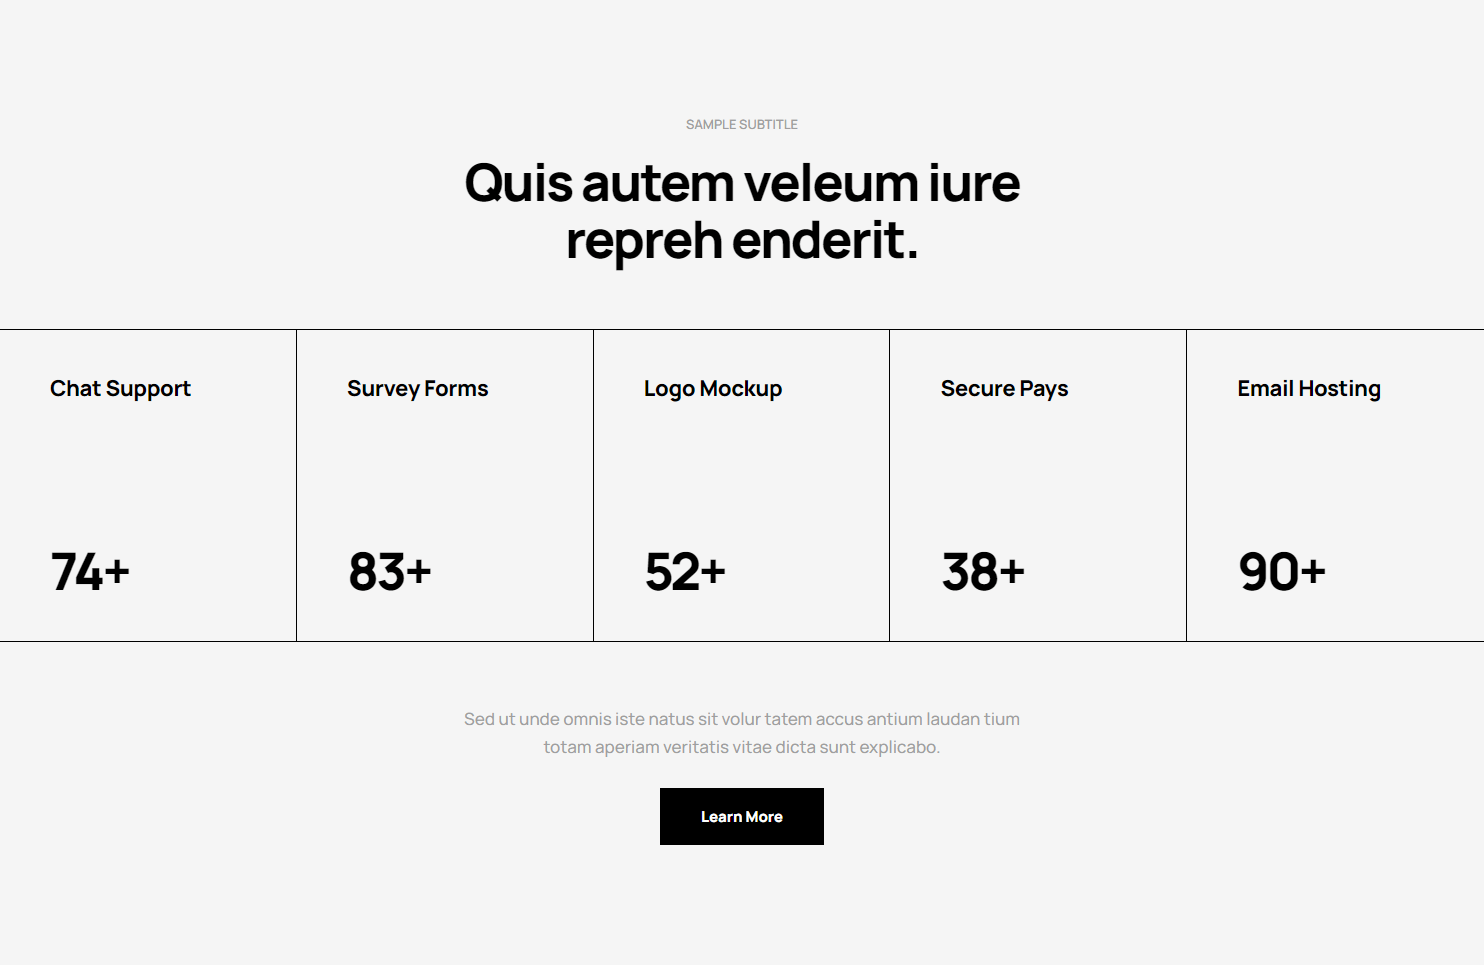 SAMPLE SUBTITLE
Quis autem veleum iure
repreh enderit.
Chat Support
74+
Survey Forms
83+
Logo Mockup
52+
Secure Pays
38+
Email Hosting
90+
Sed ut unde omnis iste natus sit volur tatem accus antium laudan tium
totam aperiam veritatis vitae dicta sunt explicabo.
Learn More